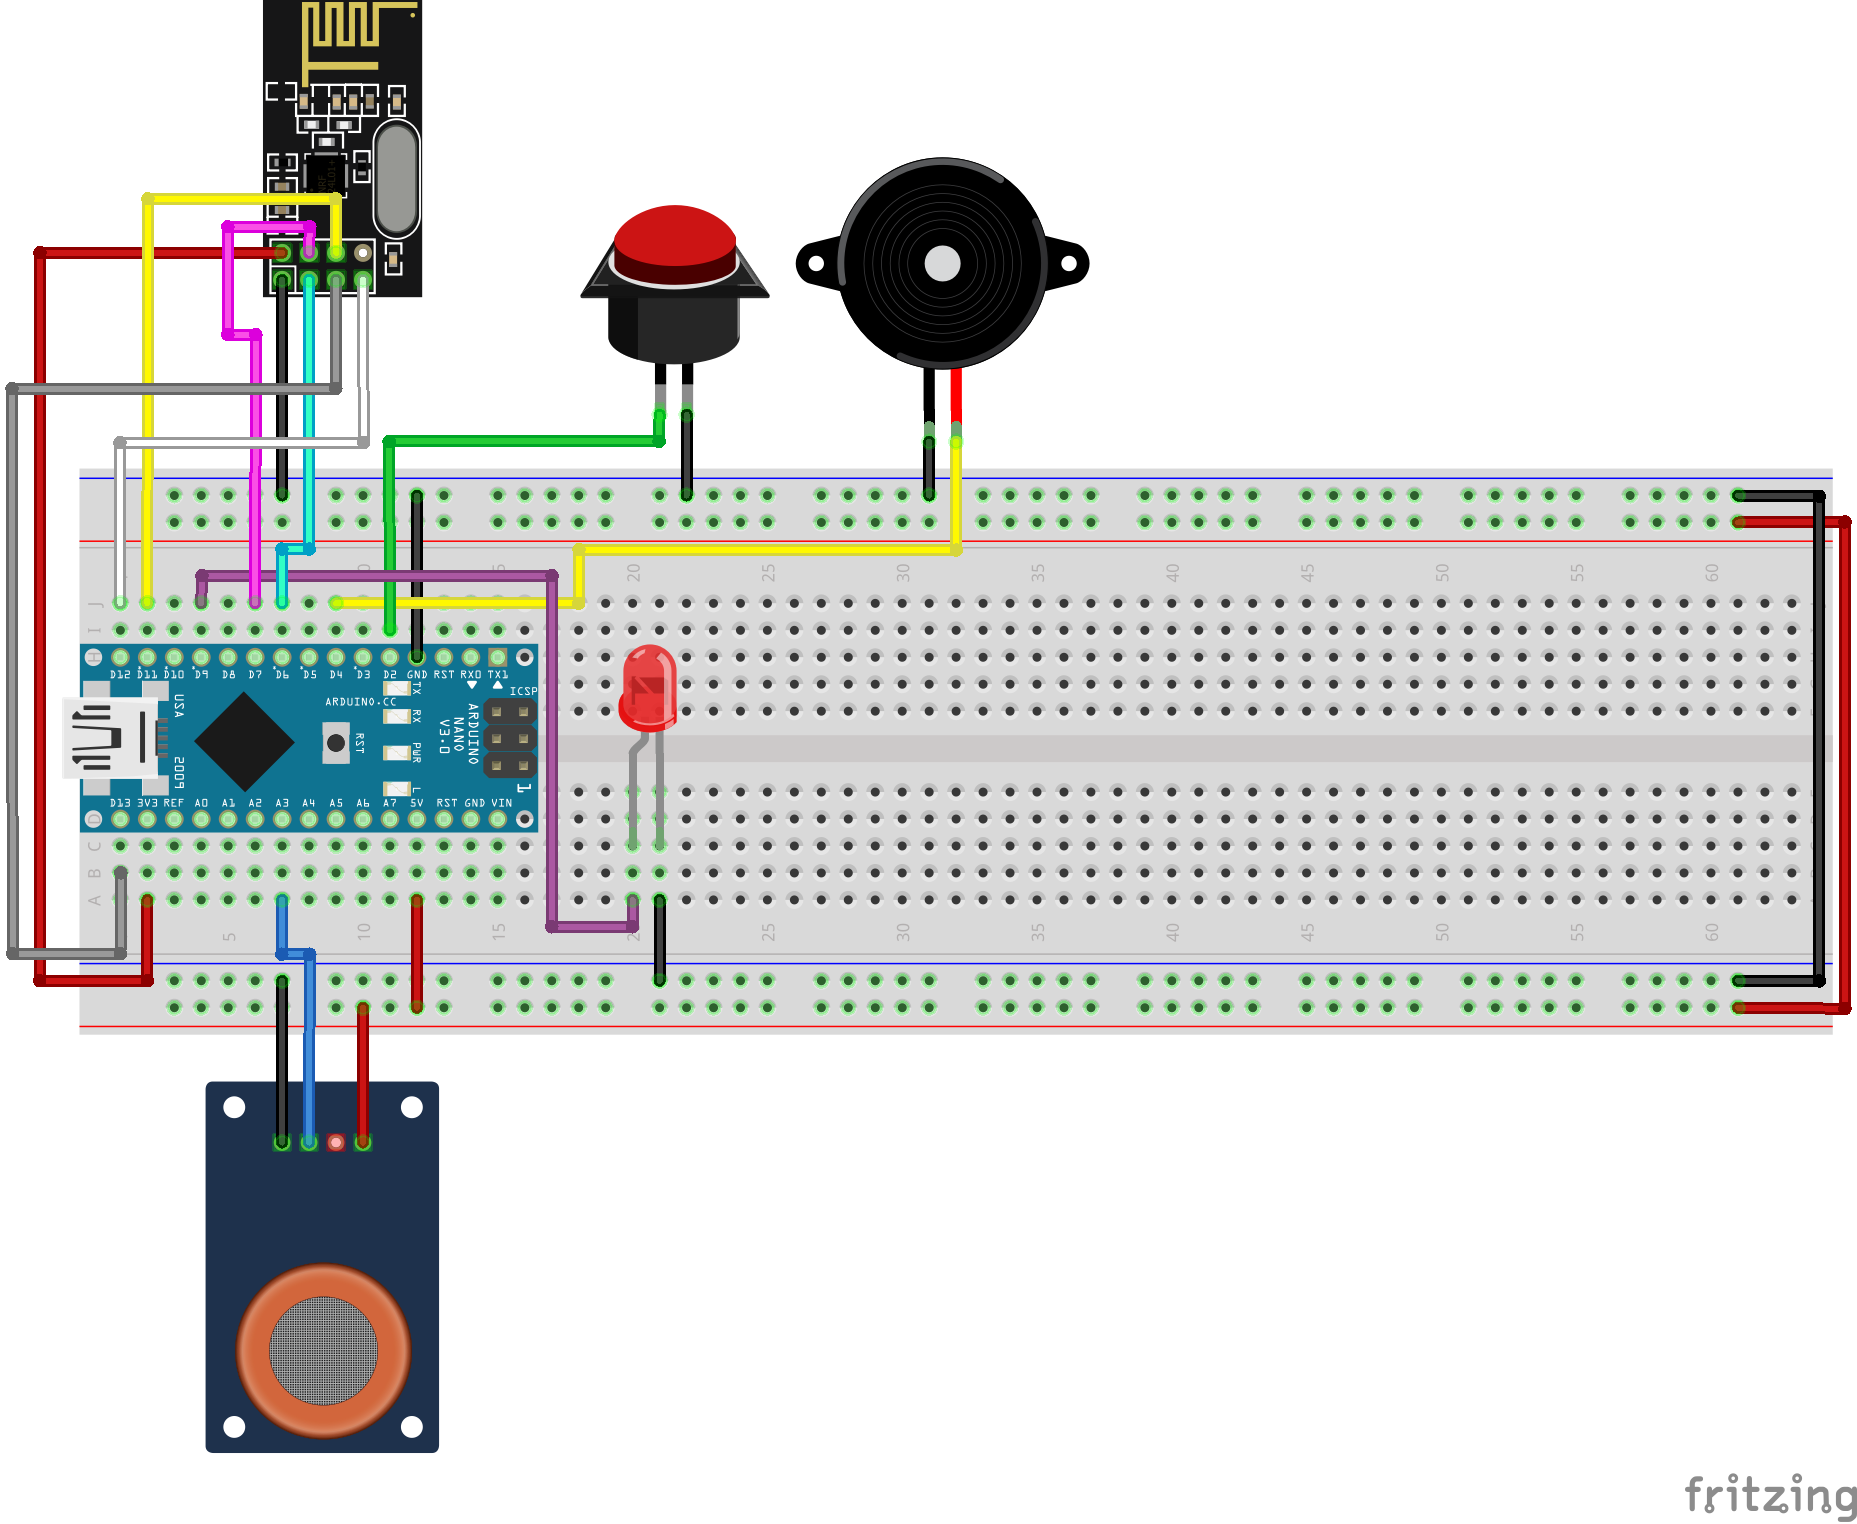 20 25 30 35 40 45 50 55 60
J
I
H
D12 D11 D10 D9 D8 D7 D6 D5 D4 D3 D2 GND RST RX0 TX1
USA
5009
ARDUINO.CC
RST
TX
RX
PWR
L
ARDUINO
NANO
V3.0
ICSP
1
D13 3V3 REF A0 A1 A2 A3 A4 A5 A6 A7 5V RST GND VIN
D
C
B
A
5 10 15 25 30 35 40 45 50 55 60
fritzing